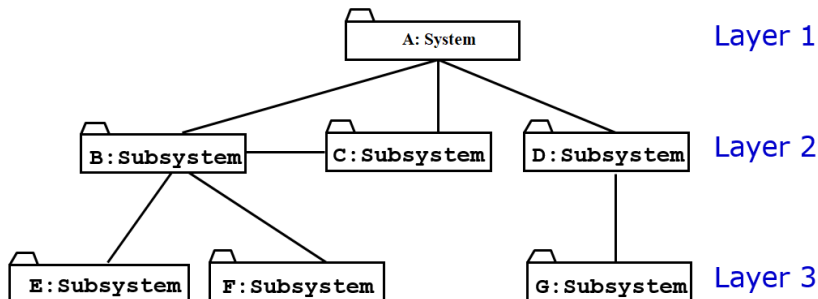 A: System
Layer 1
B:Subsystem
C:Subsystem
D:Subsystem
Layer 2
E:Subsystem
F:Subsystem
G:Subsystem
Layer 3